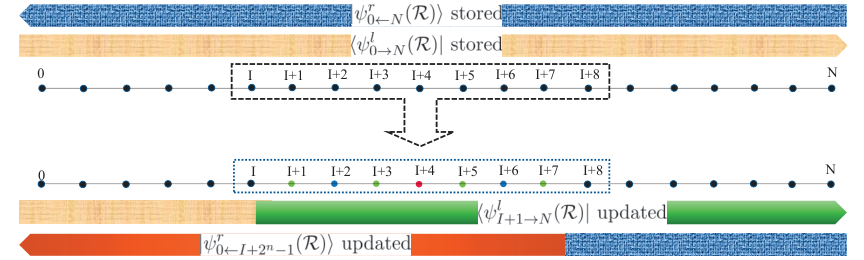 |ψ^r_{0←N}(ℛ)⟩ stored
⟨ψ^l_{0→N}(ℛ)| stored
0 I I+1 I+2 I+3 I+4 I+5 I+6 I+7 I+8 N
0 I I+1 I+2 I+3 I+4 I+5 I+6 I+7 I+8 N
⟨ψ^l_{I+1→N}(ℛ)| updated
|ψ^r_{0←I+2^n−1}(ℛ)⟩ updated